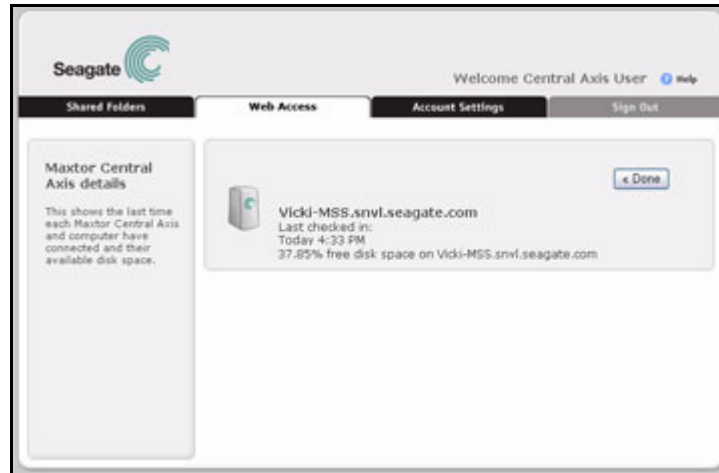 Seagate
Welcome Central Axis User
? Help
Shared Folders
Web Access
Account Settings
Sign Out
Maxtor Central
Axis details
This shows the last time
each Maxtor Central Axis
and computer have
connected and their
available disk space.
« Done
Vicki-MSS.snvl.seagate.com
Last checked in:
Today 4:33 PM
37.85% free disk space on Vicki-MSS.snvl.seagate.com